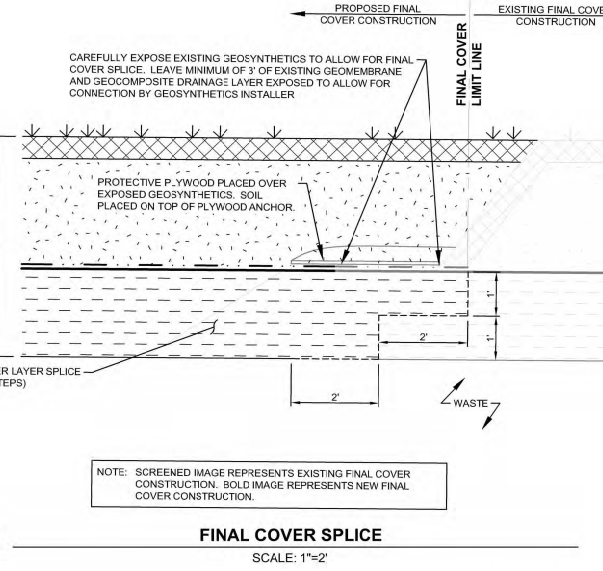 PROPOSED FINAL
COVER CONSTRUCTION
EXISTING FINAL COVE
CONSTRUCTION
FINAL COVER
LIMIT LINE
CAREFULLY EXPOSE EXISTING GEOSYNTHETICS TO ALLOW FOR FINAL
COVER SPLICE. LEAVE MINIMUM OF 3' OF EXISTING GEOMEMBRANE
AND GEOCOMPOSITE DRAINAGE LAYER EXPOSED TO ALLOW FOR
CONNECTION BY GEOSYNTHETICS INSTALLER
PROTECTIVE PLYWOOD PLACED OVER
EXPOSED GEOSYNTHETICS. SOIL
PLACED ON TOP OF PLYWOOD ANCHOR.
1'
1'
2'
2'
ER LAYER SPLICE
TEPS)
WASTE
NOTE: SCREENED IMAGE REPRESENTS EXISTING FINAL COVER
CONSTRUCTION. BOLD IMAGE REPRESENTS NEW FINAL
COVER CONSTRUCTION.
FINAL COVER SPLICE
SCALE: 1"=2'